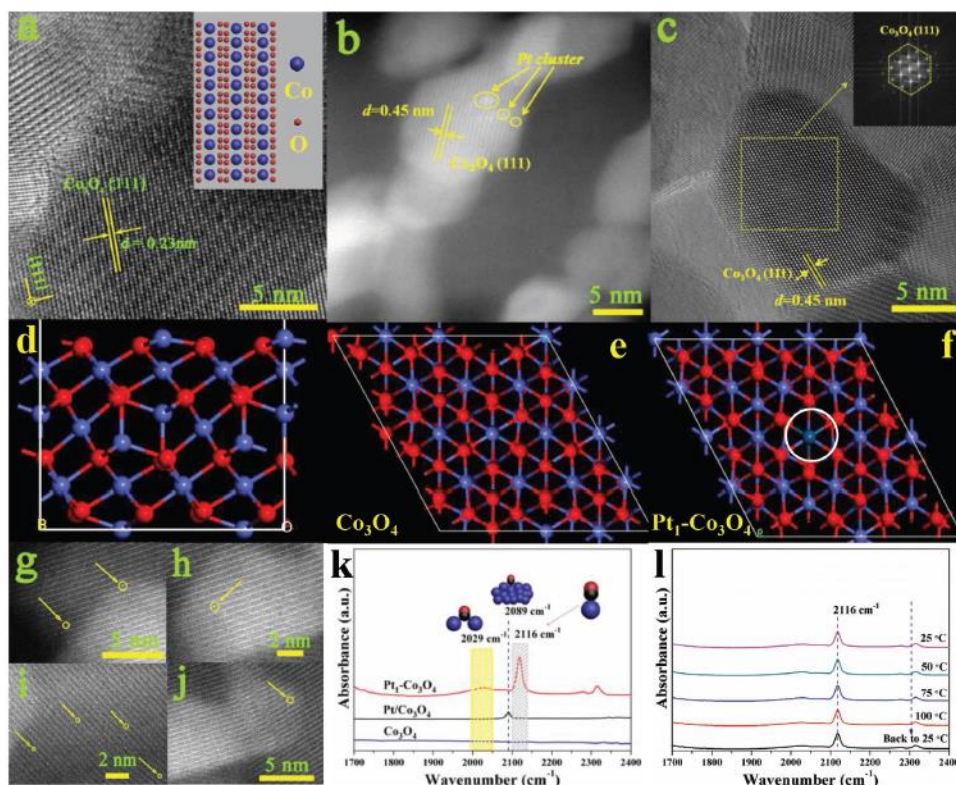 a
Co
O
Co3O4 (111)
d = 0.23nm
[111]
5 nm
b
Pt cluster
d=0.45 nm
Co3O4 (111)
5 nm
c
Co3O4 (111)
Co3O4 (111)
d=0.45 nm
5 nm
d
B
O
e
Co3O4
f
Pt1-Co3O4
g
5 nm
h
2 nm
i
2 nm
j
5 nm
k
2089 cm-1
2029 cm-1
2116 cm-1
Pt1-Co3O4
Pt/Co3O4
Co3O4
Absorbance (a.u.)
1700 1800 1900 2000 2100 2200 2300 2400
Wavenumber (cm-1)
l
2116 cm-1
25 °C
50 °C
75 °C
100 °C
Back to 25 °C
Absorbance (a.u.)
1700 1800 1900 2000 2100 2200 2300 2400
Wavenumber (cm-1)